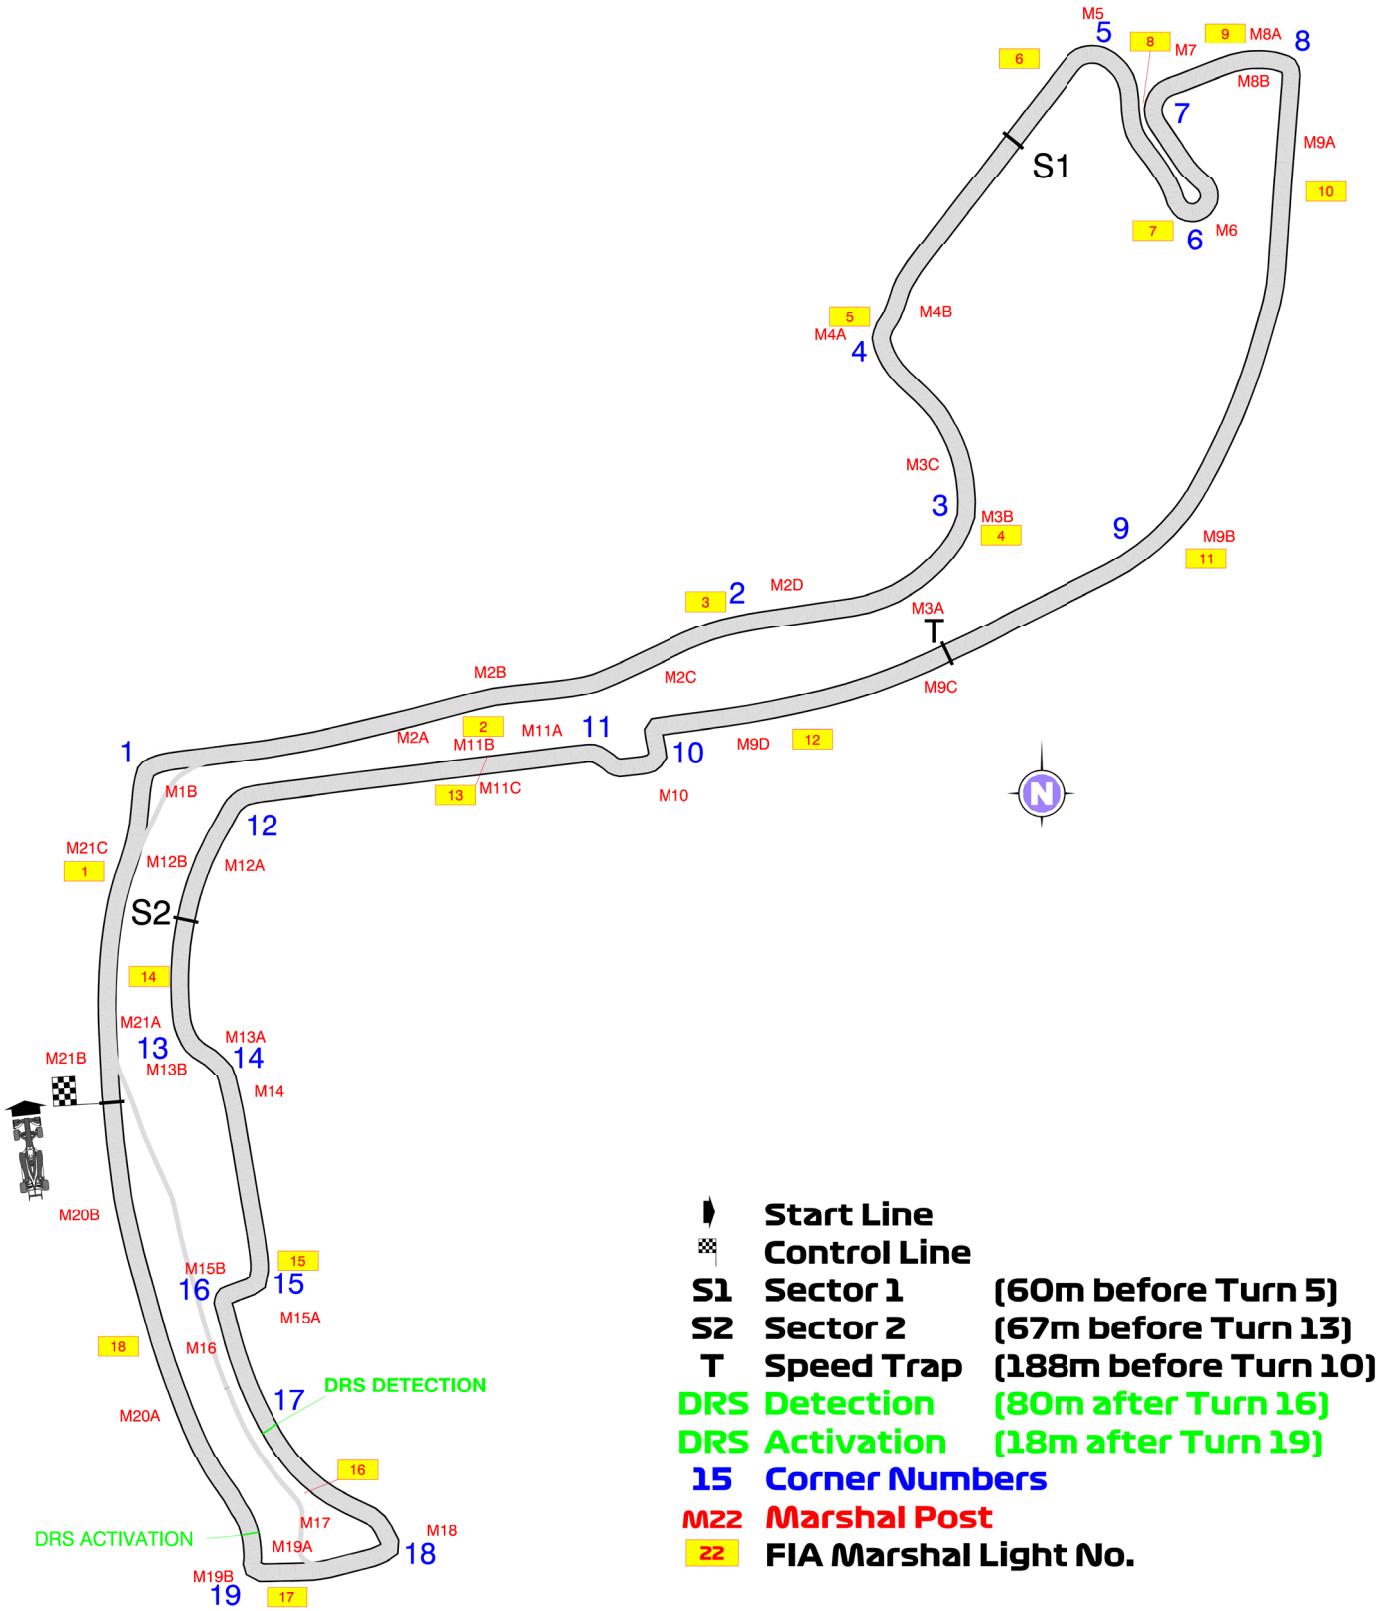 M5
5
8
M7
9
M8A
8
6
M8B
7
M9A
S1
10
7
6
M6
5
M4A
M4B
4
M3C
3
M3B
4
9
M9B
11
3
2
M2D
M3A
T
M2B
M2C
M9C
2
M2A
M11A
11
M11B
10
M9D
12
1
M1B
13
M11C
M10
N
12
M21C
1
M12B
M12A
S2
14
M21A
13
M13A
14
M21B
M13B
M14
M20B
M15B
15
16
15
M15A
18
M16
DRS DETECTION
17
M20A
16
DRS ACTIVATION
M17
M19A
M18
18
M19B
19
17
Start Line
Control Line
S1 Sector 1 (60m before Turn 5)
S2 Sector 2 (67m before Turn 13)
T Speed Trap (188m before Turn 10)
DRS Detection (80m after Turn 16)
DRS Activation (18m after Turn 19)
15 Corner Numbers
M22 Marshal Post
22 FIA Marshal Light No.